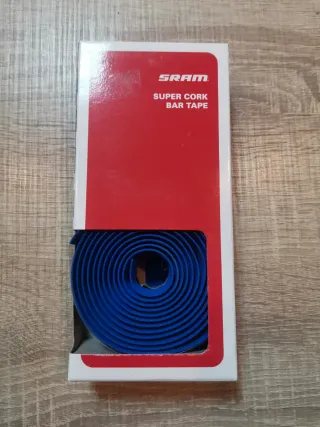 SRAM
SUPER CORK
BAR TAPE